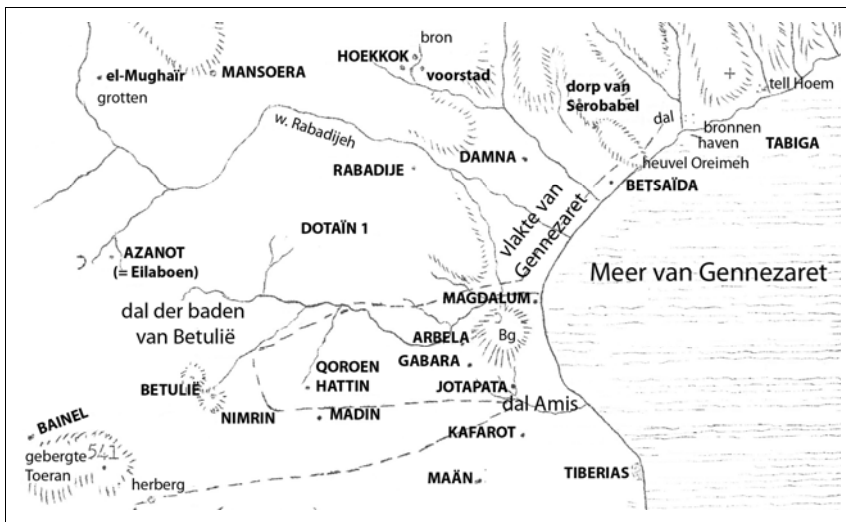 bron
HOEKKOK
voorstad
el-Mughaïr
grotten
MANSOERA
dorp van
Serobabel
tell Hoem
dal
bronnen
haven
TABIGA
w. Rabadijeh
DAMNA
heuvel Oreimeh
RABADIJE
BETSAÏDA
vlakte van
Gennezaret
DOTAÏN 1
AZANOT
(= Eilaboen)
Meer van Gennezaret
MAGDALUM
dal der baden
van Betulië
ARBELA
Bg
GABARA
QOROEN
HATTIN
BETULIË
JOTAPATA
dal Amis
NIMRIN
MADIN
BAINEL
KAFAROT
gebergte 541
Toeran
herberg
MAÄN
TIBERIAS